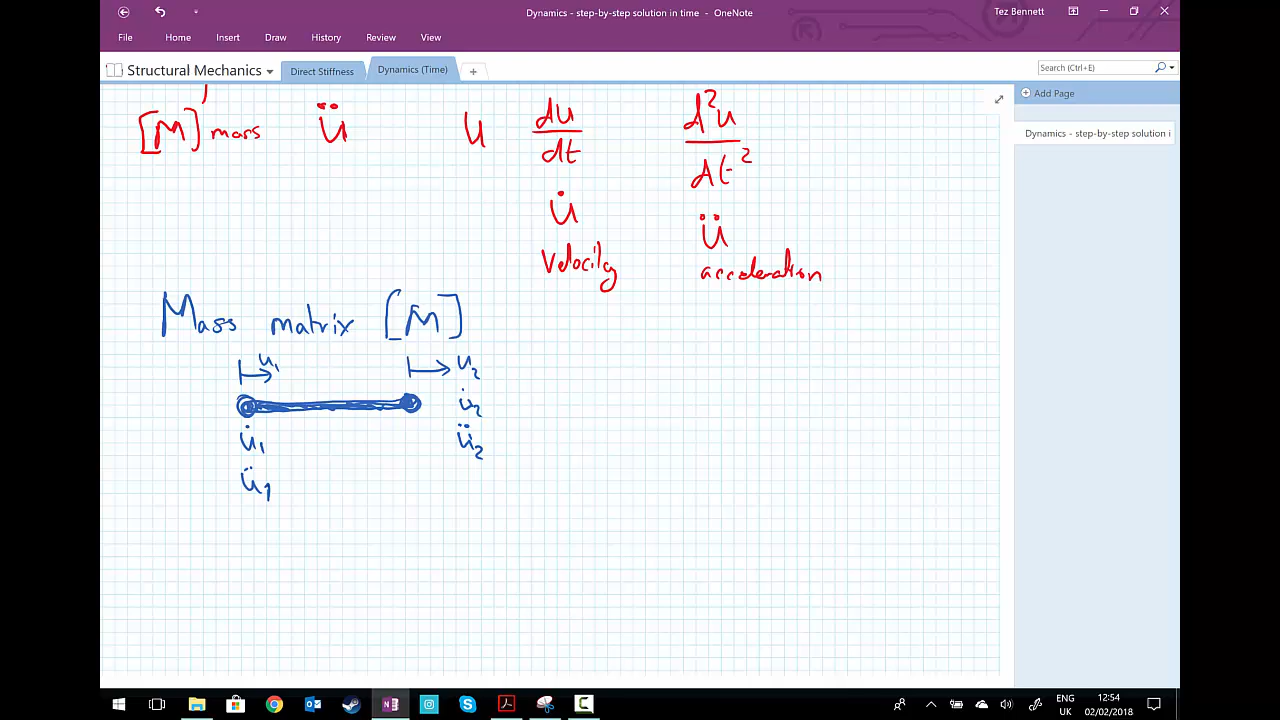 Dynamics - step-by-step solution in time - OneNote
Tez Bennett
File Home Insert Draw History Review View
Structural Mechanics Direct Stiffness Dynamics (Time) +
Search (Ctrl+E)
Add Page
Dynamics - step-by-step solution i
[M] mass ü u du/dt d²u/dt²
u̇ ü
velocity acceleration
Mass matrix [M]
u₁ u₂
u̇₂
u̇₁ ü₂
ü₁
ENG 12:54
UK 02/02/2018